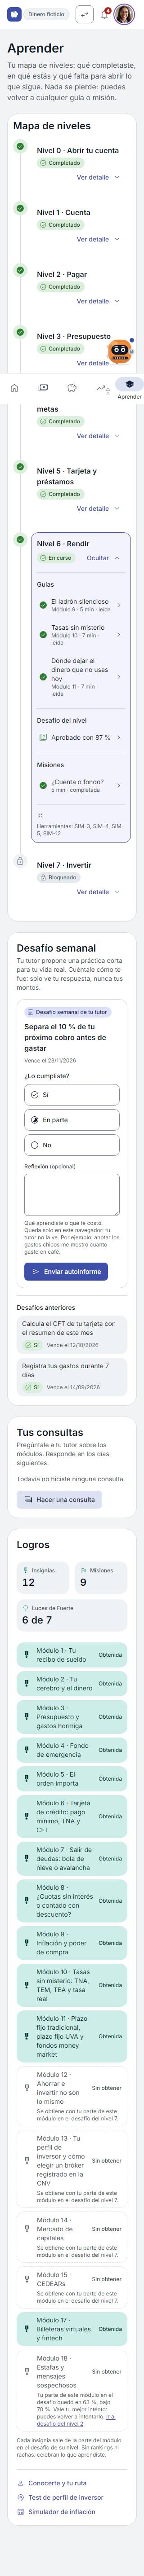 Dinero ficticio
4
Aprender
Tu mapa de niveles: qué completaste,
en qué estás y qué falta para abrir lo
que sigue. Nada se pierde: puedes
volver a cualquier guía o misión.
Mapa de niveles
Nivel 0 · Abrir tu cuenta
Completado
Ver detalle
Nivel 1 · Cuenta
Completado
Ver detalle
Nivel 2 · Pagar
Completado
Ver detalle
Nivel 3 · Presupuesto
Completado
Ver detalle
Aprender
metas
Completado
Ver detalle
Nivel 5 · Tarjeta y
préstamos
Completado
Ver detalle
Nivel 6 · Rendir
En curso
Ocultar
Guías
El ladrón silencioso
Módulo 9 · 5 min · leída
Tasas sin misterio
Módulo 10 · 7 min ·
leída
Dónde dejar el
dinero que no usas
hoy
Módulo 11 · 7 min ·
leída
Desafío del nivel
Aprobado con 87 %
Misiones
¿Cuota o fondo?
5 min · completada
Herramientas: SIM-3, SIM-4, SIM-
5, SIM-12
Nivel 7 · Invertir
Bloqueado
Ver detalle
Desafío semanal
Tu tutor propone una práctica corta
para tu vida real. Cuéntale cómo te
fue: solo ve tu respuesta, nunca tus
montos.
Desafío semanal de tu tutor
Separa el 10 % de tu
próximo cobro antes de
gastar
Vence el 23/11/2026
¿Lo cumpliste?
Sí
En parte
No
Reflexión (opcional)
Qué aprendiste o qué te costó.
Queda solo en este navegador: tu
tutor no la ve. Por ejemplo: anotar los
gastos chicos me mostró cuánto
gasto en café.
Enviar autoinforme
Desafíos anteriores
Calcula el CFT de tu tarjeta con
el resumen de este mes
Sí
Vence el 12/10/2026
Registra tus gastos durante 7
días
Sí
Vence el 14/09/2026
Tus consultas
Pregúntale a tu tutor sobre los
módulos. Responde en los días
siguientes.
Todavía no hiciste ninguna consulta.
Hacer una consulta
Logros
Insignias
12
Misiones
9
Luces de Fuerte
6 de 7
Módulo 1 · Tu
recibo de sueldo
Obtenida
Módulo 2 · Tu
cerebro y el dinero
Obtenida
Módulo 3 ·
Presupuesto y
gastos hormiga
Obtenida
Módulo 4 · Fondo
de emergencia
Obtenida
Módulo 5 · El
orden importa
Obtenida
Módulo 6 · Tarjeta
de crédito: pago
mínimo, TNA y
CFT
Obtenida
Módulo 7 · Salir de
deudas: bola de
nieve o avalancha
Obtenida
Módulo 8 ·
¿Cuotas sin interés
o contado con
descuento?
Obtenida
Módulo 9 ·
Inflación y poder
de compra
Obtenida
Módulo 10 · Tasas
sin misterio: TNA,
TEM, TEA y tasa
real
Obtenida
Módulo 11 · Plazo
fijo tradicional,
plazo fijo UVA y
fondos money
market
Obtenida
Módulo 12 ·
Ahorrar e
invertir no son
lo mismo
Sin obtener
Se obtiene con tu parte de este
módulo en el desafío del nivel 7.
Módulo 13 · Tu
perfil de
inversor y cómo
elegir un bróker
registrado en la
CNV
Sin obtener
Se obtiene con tu parte de este
módulo en el desafío del nivel 7.
Módulo 14 ·
Mercado de
capitales
Sin obtener
Se obtiene con tu parte de este
módulo en el desafío del nivel 7.
Módulo 15 ·
CEDEARs
Sin obtener
Se obtiene con tu parte de este
módulo en el desafío del nivel 7.
Módulo 17 ·
Billeteras virtuales
y fintech
Obtenida
Módulo 18 ·
Estafas y
mensajes
sospechosos
Sin obtener
Tu parte de este módulo en el
desafío quedó en 63 %, bajo
70 %. Vale tu mejor intento:
puedes volver a intentarlo. Ir al
desafío del nivel 2
Cada insignia sale de la parte del módulo
en el desafío de su nivel. Sin rankings ni
rachas: celebran lo que aprendiste.
Conocerte y tu ruta
Test de perfil de inversor
Simulador de inflación